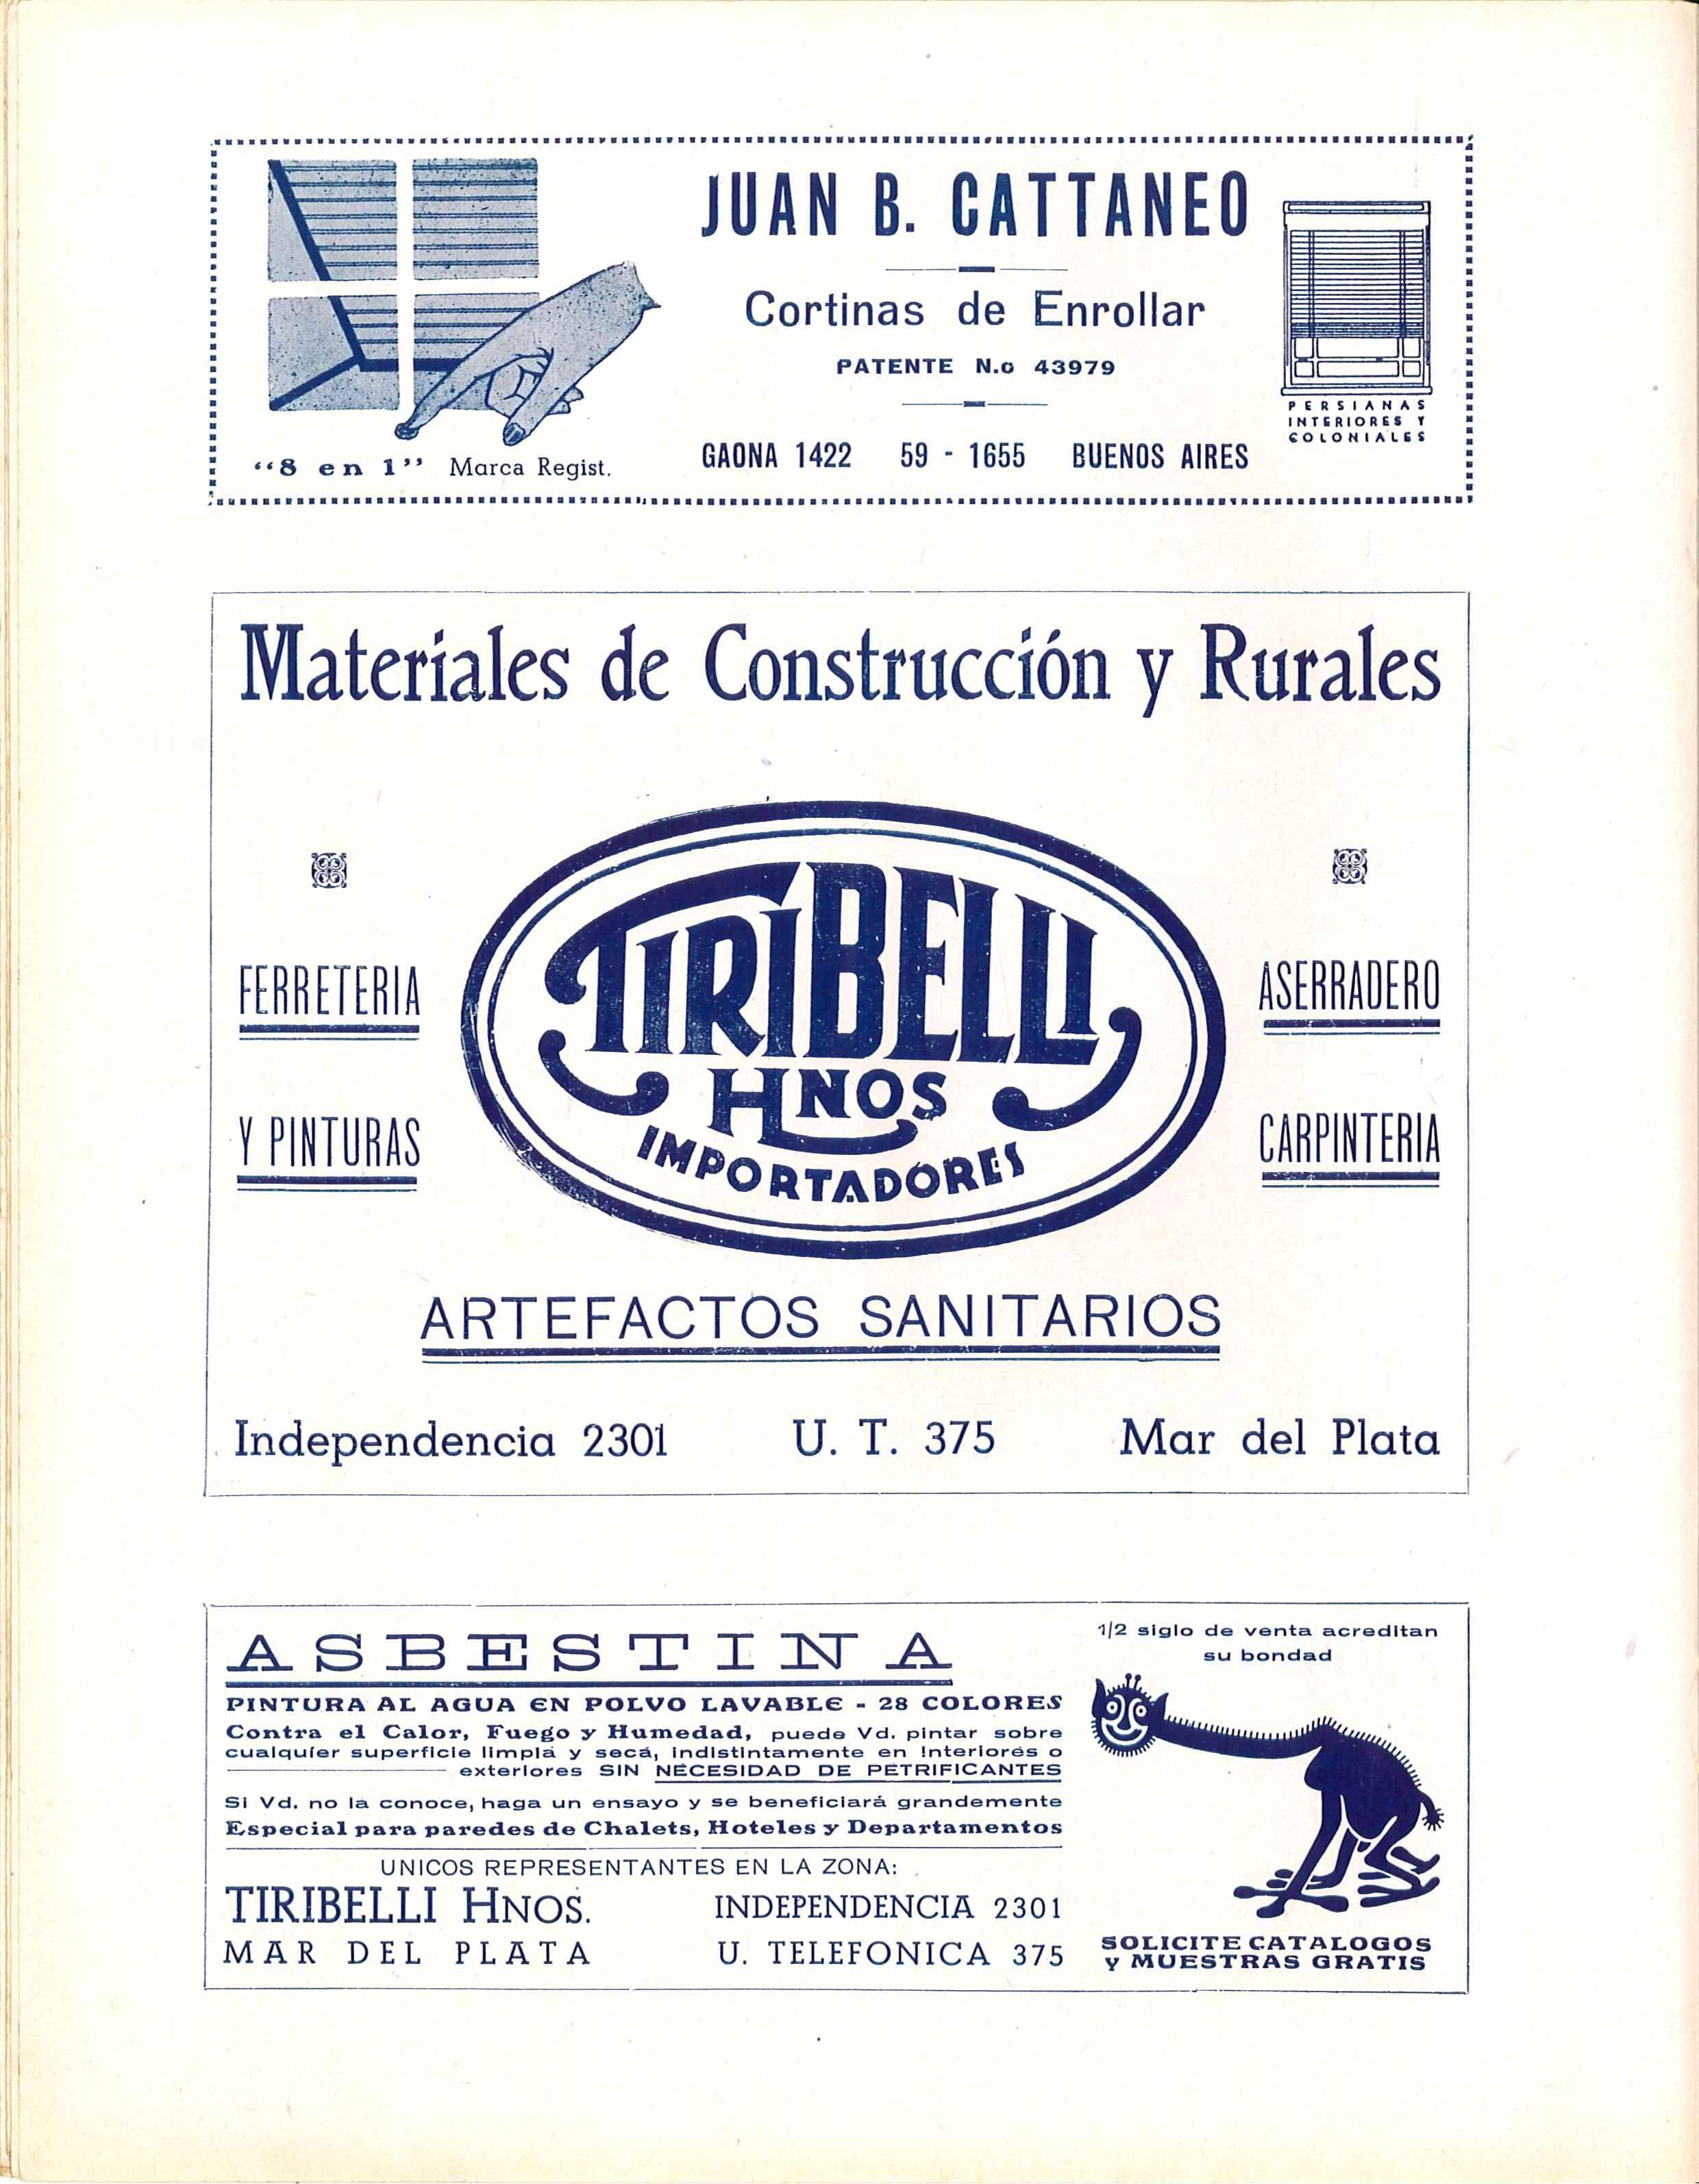 JUAN B. CATTANEO
Cortinas de Enrollar
PATENTE N.o 43979
GAONA 1422 59 - 1655 BUENOS AIRES
"8 en 1" Marca Regist.
PERSIANAS
INTERIORES Y
COLONIALES
Materiales de Construcción y Rurales
FERRETERIA
Y PINTURAS
TIRIBELLI
HNOS
IMPORTADORES
ASERRADERO
CARPINTERIA
ARTEFACTOS SANITARIOS
Independencia 2301 U. T. 375 Mar del Plata
ASBESTINA
PINTURA AL AGUA EN POLVO LAVABLE - 28 COLORES
Contra el Calor, Fuego y Humedad, puede Vd. pintar sobre
cualquier superficie limpia y seca, indistintamente en interiores o
exteriores SIN NECESIDAD DE PETRIFICANTES
Si Vd. no la conoce, haga un ensayo y se beneficiará grandemente
Especial para paredes de Chalets, Hoteles y Departamentos
UNICOS REPRESENTANTES EN LA ZONA:
TIRIBELLI HNOS. INDEPENDENCIA 2301
MAR DEL PLATA U. TELEFONICA 375
1/2 siglo de venta acreditan
su bondad
SOLICITE CATALOGOS
y MUESTRAS GRATIS